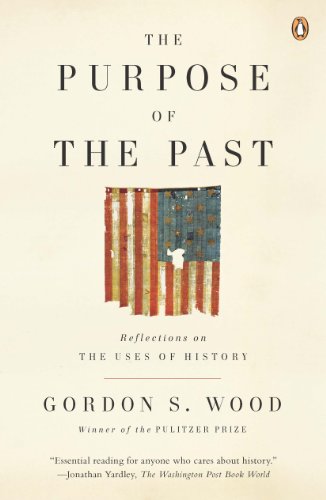 THE
PURPOSE
OF
THE PAST
Reflections on
THE USES OF HISTORY
GORDON S. WOOD
Winner of the PULITZER PRIZE
“Essential reading for anyone who cares about history.”
—Jonathan Yardley, The Washington Post Book World